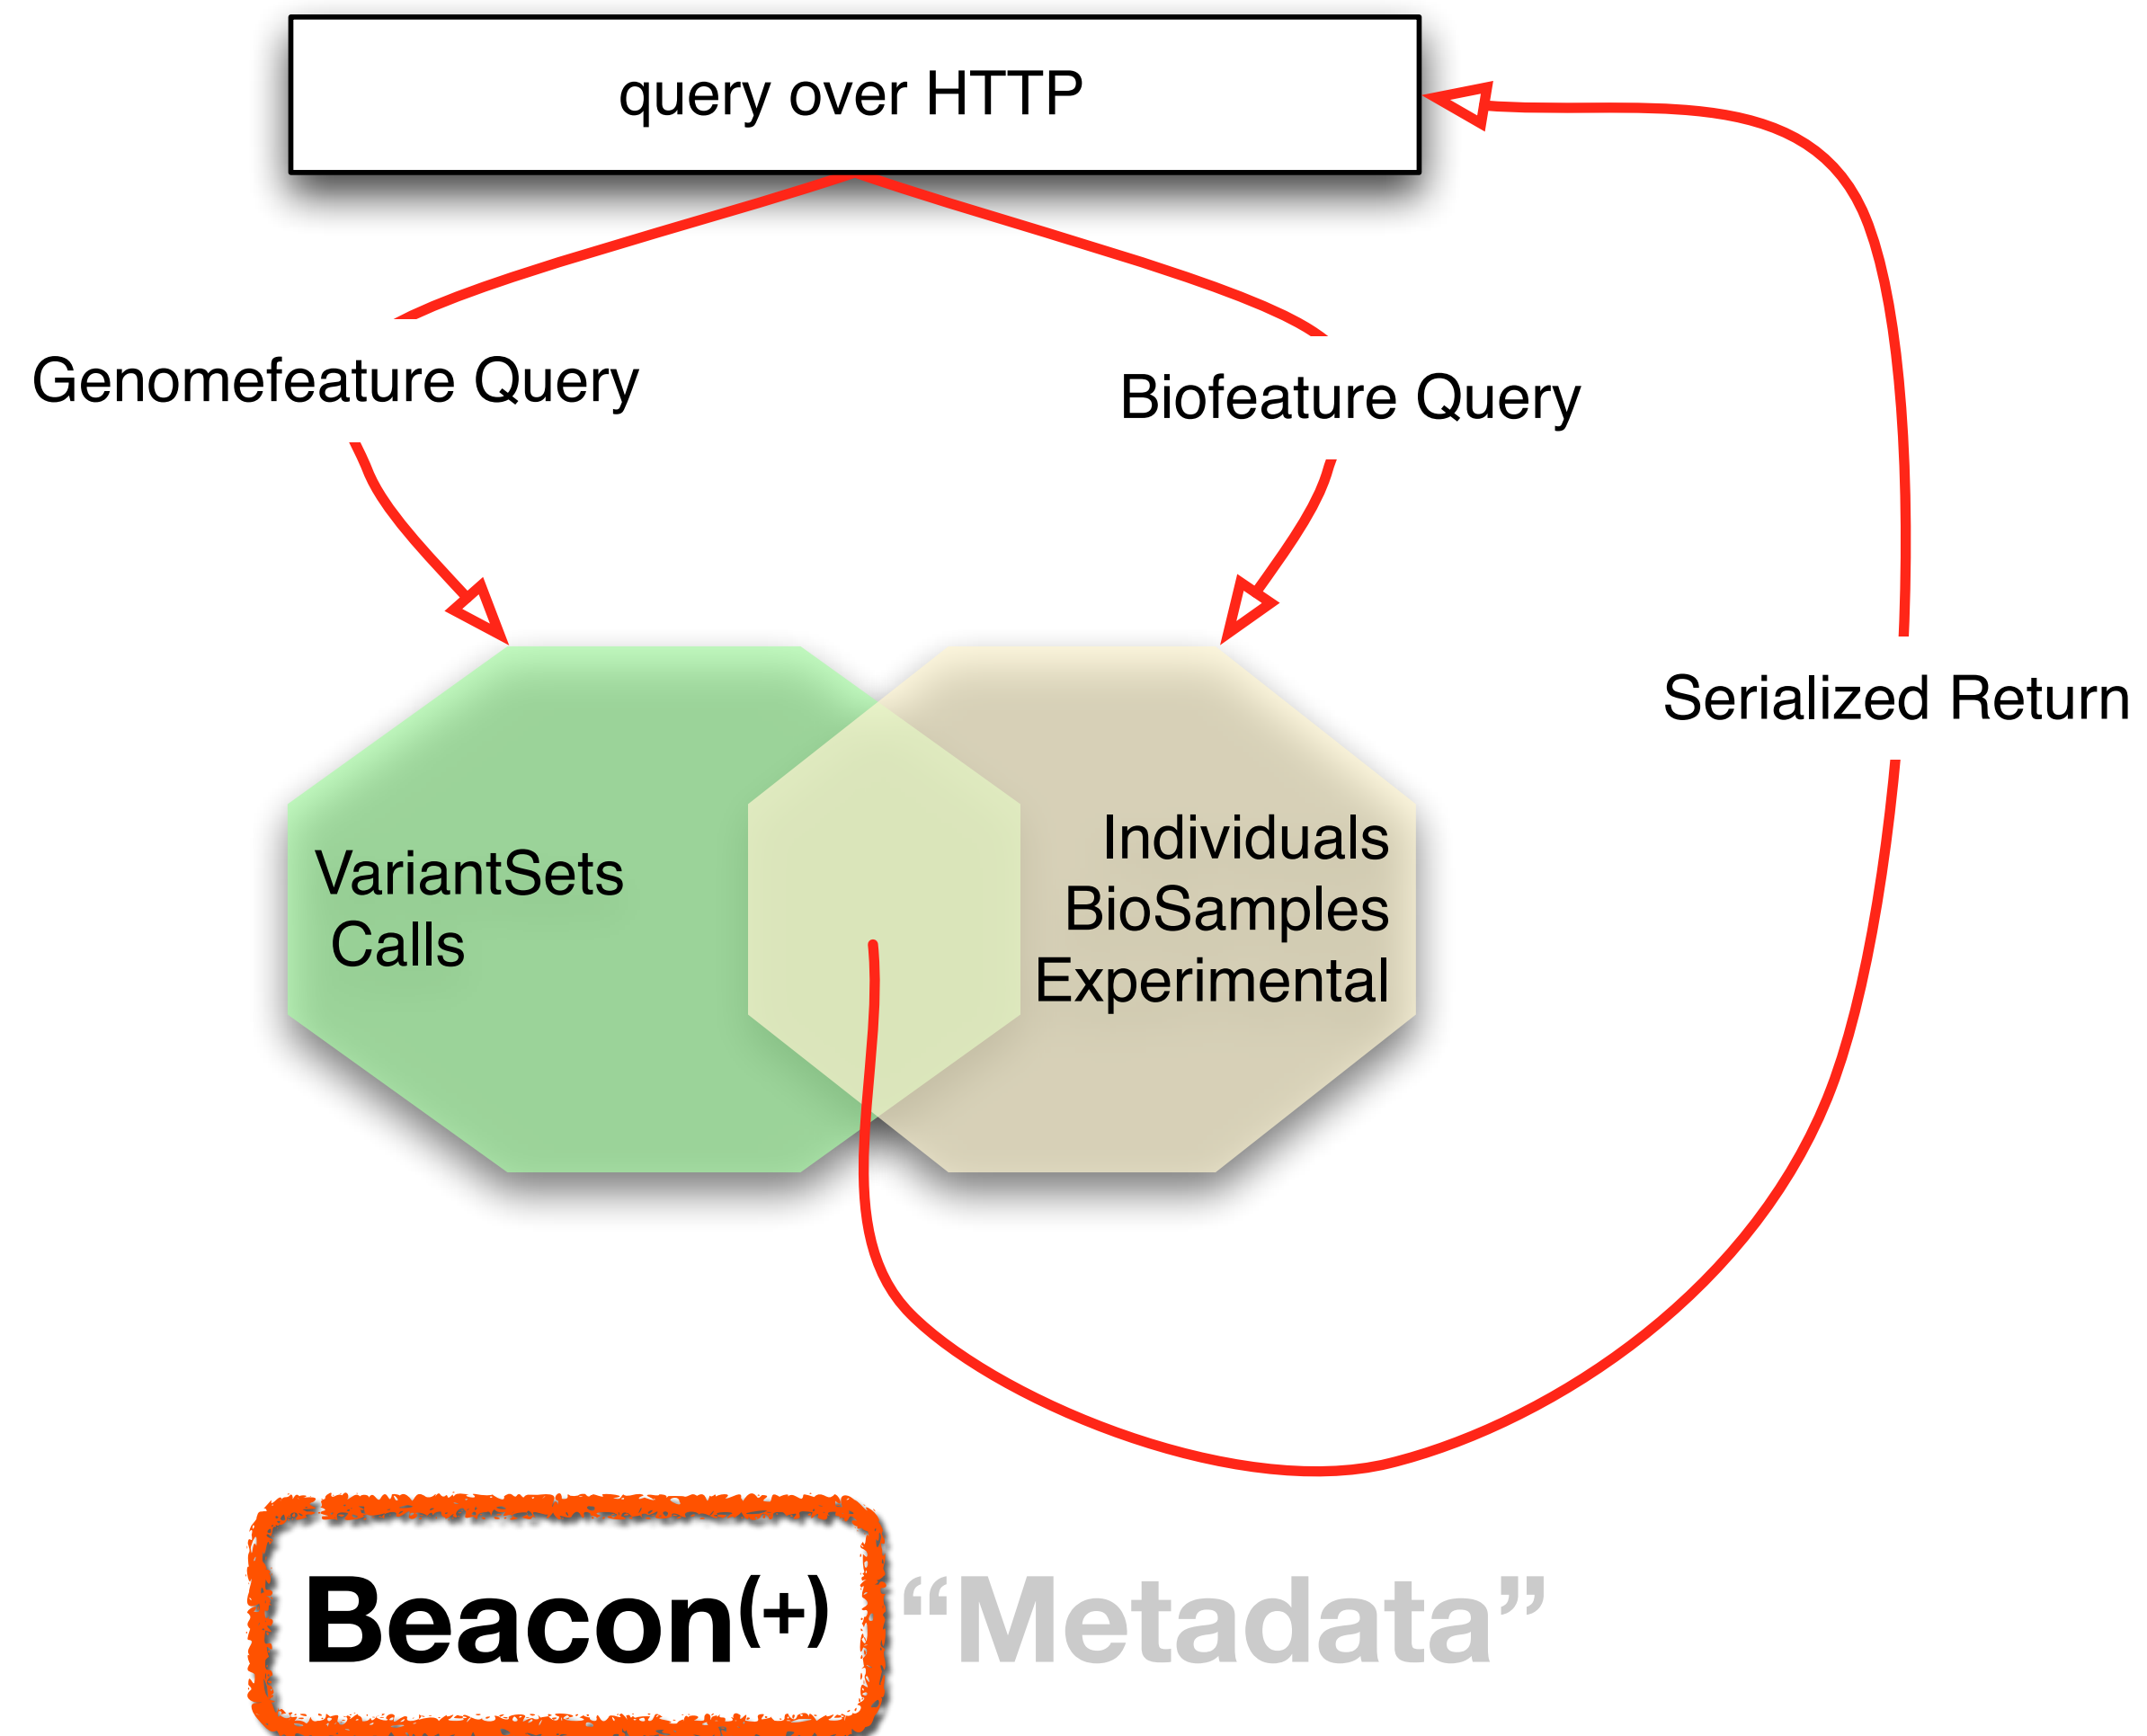 query over HTTP
Genomefeature Query
Biofeature Query
Serialized Return
VariantSets
Calls
Individuals
BioSamples
Experimental
Beacon(+) “Metadata”